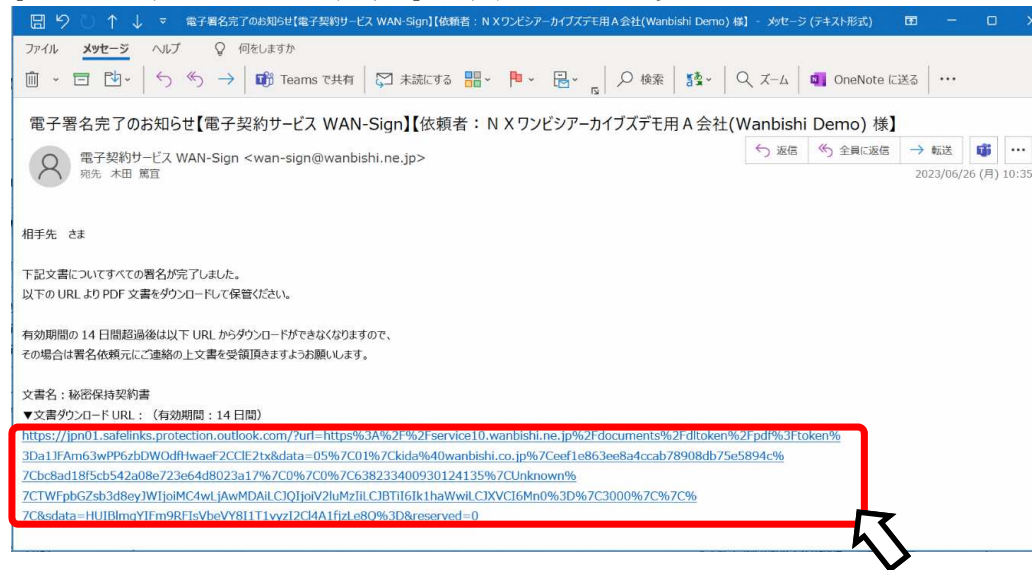 電子署名完了のお知らせ【電子契約サービス WAN-Sign】【依頼者：ＮＸワンビシアーカイブズデモ用Ａ会社(Wanbishi Demo) 様】 - メッセージ (テキスト形式)
ファイル メッセージ ヘルプ 何をしますか
Teams で共有 未読にする 検索 ズーム OneNote に送る
電子署名完了のお知らせ【電子契約サービス WAN-Sign】【依頼者：ＮＸワンビシアーカイブズデモ用Ａ会社(Wanbishi Demo) 様】
電子契約サービス WAN-Sign <wan-sign@wanbishi.ne.jp>
宛先 木田 篤宜
返信 全員に返信 転送
2023/06/26 (月) 10:35
相手先 さま
下記文書についてすべての署名が完了しました。
以下の URL より PDF 文書をダウンロードして保管ください。
有効期間の 14 日間超過後は以下 URL からダウンロードができなくなりますので、
その場合は署名依頼元にご連絡の上文書を受領頂きますようお願いします。
文書名：秘密保持契約書
▼文書ダウンロード URL：（有効期間：14 日間）
https://jpn01.safelinks.protection.outlook.com/?url=https%3A%2F%2Fservice10.wanbishi.ne.jp%2Fdocuments%2Fdltoken%2Fpdf%3Ftoken%
3Da1JFAm63wPP6zbDWOdfHwaeF2CClE2tx&data=05%7C01%7Ckida%40wanbishi.co.jp%7Ceef1e863ee8a4ccab78908db75e5894c%
7Cbc8ad18f5cb542a08e723e64d8023a17%7C0%7C0%7C638233400930124135%7CUnknown%
7CTWFpbGZsb3d8eyJWIjoiMC4wLjAwMDAiLCJQIjoiV2luMzIiLCJBTiI6Ik1haWwiLCJXVCI6Mn0%3D%7C3000%7C%7C%
7C&sdata=HUIBlmqYIFm9RFIsVbeVY8I1T1vyzI2Cl4A1fjzLe8Q%3D&reserved=0